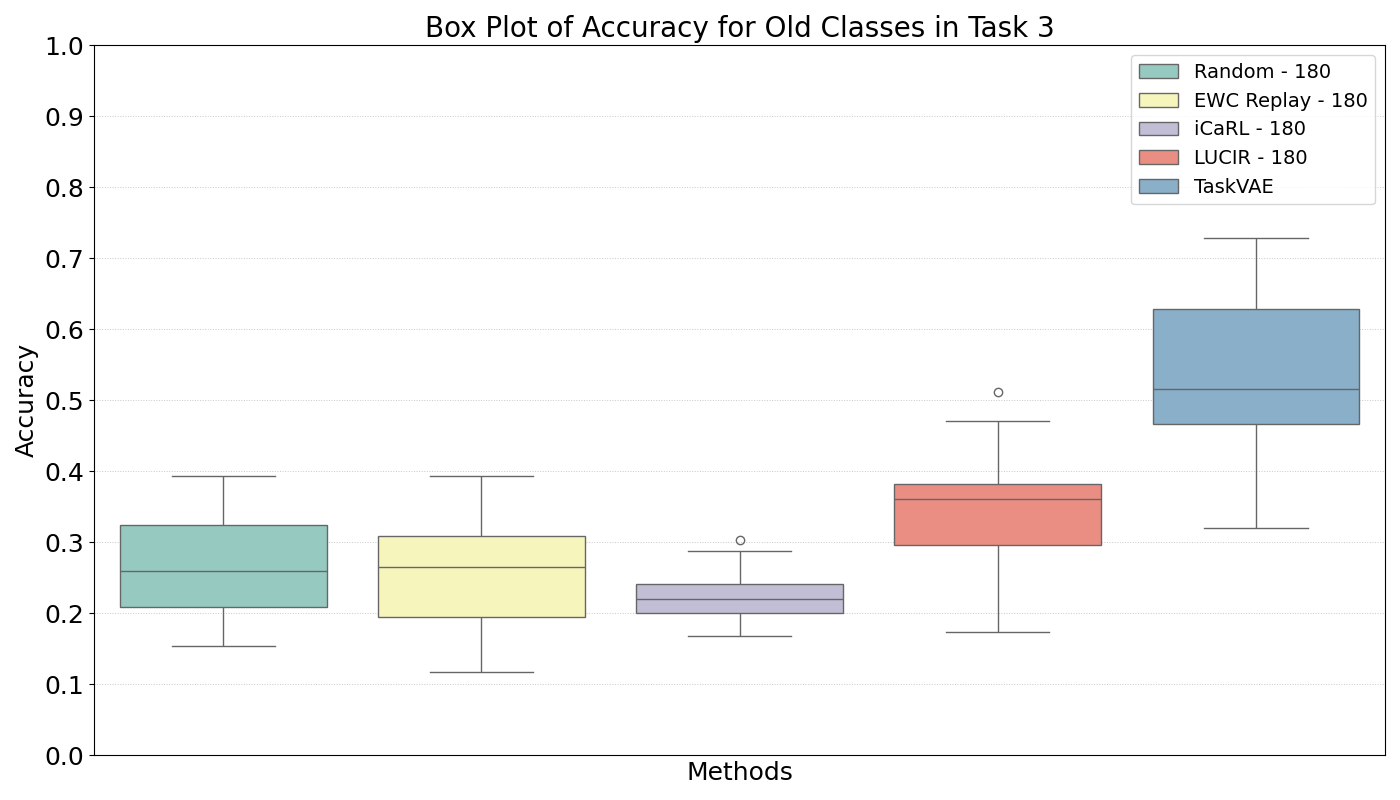 Box Plot of Accuracy for Old Classes in Task 3
1.0
0.9
0.8
0.7
0.6
0.5
0.4
0.3
0.2
0.1
0.0
Accuracy
Methods
Random - 180
EWC Replay - 180
iCaRL - 180
LUCIR - 180
TaskVAE